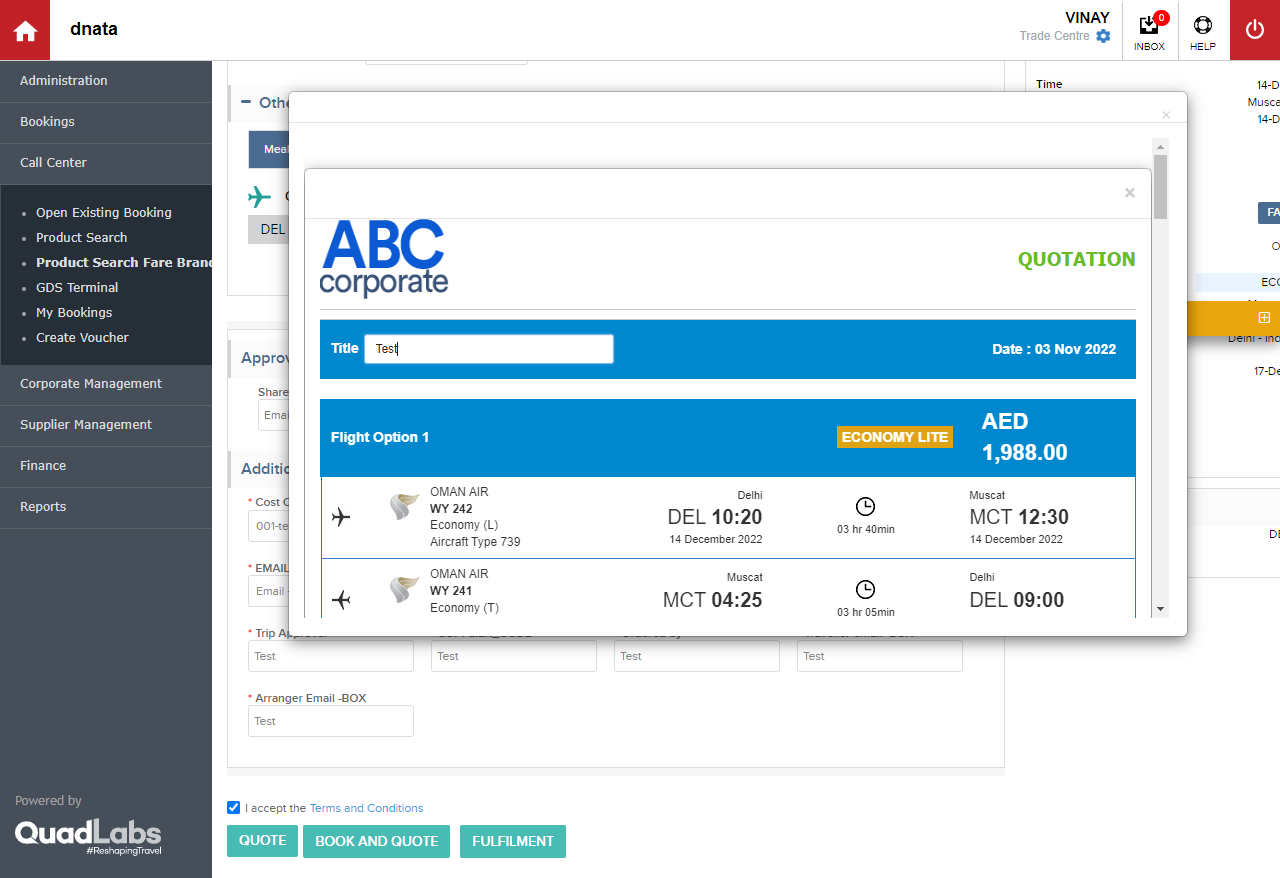 dnata
VINAY
Trade Centre
0
INBOX
HELP
Administration
Bookings
Call Center
Open Existing Booking
Product Search
Product Search Fare Bran
GDS Terminal
My Bookings
Create Voucher
Corporate Management
Supplier Management
Finance
Reports
Powered by
QuadLabs
#ReshapingTravel
Othe
Meal
DEL
Approv
Share
Email
Additio
* Cost C
001-te
* EMAIL
Email -
×
×
ABC
corporate
QUOTATION
Title
Test
Date : 03 Nov 2022
Flight Option 1
ECONOMY LITE
AED
1,988.00
OMAN AIR
WY 242
Economy (L)
Aircraft Type 739
Delhi
DEL 10:20
14 December 2022
03 hr 40min
Muscat
MCT 12:30
14 December 2022
OMAN AIR
WY 241
Economy (T)
Muscat
MCT 04:25
03 hr 05min
Delhi
DEL 09:00
* Trip Approver
Test
Test
Test
Test
* Arranger Email -BOX
Test
I accept the Terms and Conditions
QUOTE
BOOK AND QUOTE
FULFILMENT
Time
14-D
Musca
14-D
FA
O
ECO
Delhi - Ind
17-De
DE